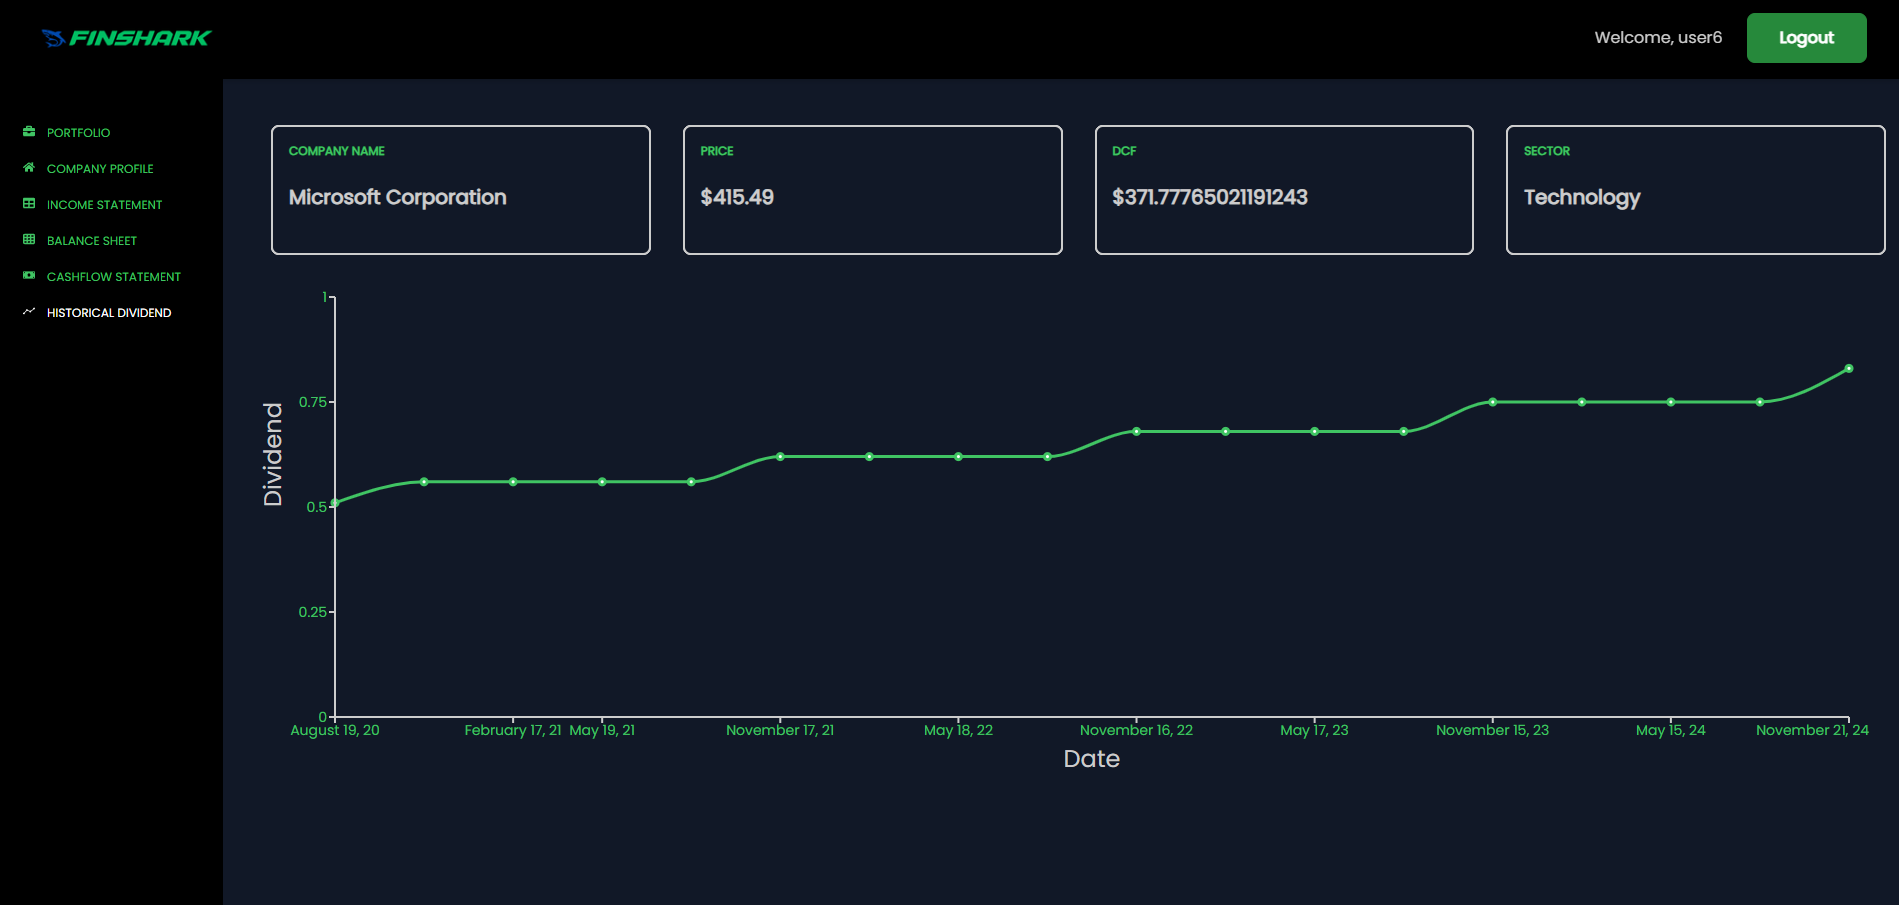 FINSHARK
Welcome, user6
Logout
PORTFOLIO
COMPANY PROFILE
INCOME STATEMENT
BALANCE SHEET
CASHFLOW STATEMENT
HISTORICAL DIVIDEND
COMPANY NAME
Microsoft Corporation
PRICE
$415.49
DCF
$371.77765021191243
SECTOR
Technology
Dividend
1
0.75
0.5
0.25
0
August 19, 20
February 17, 21
May 19, 21
November 17, 21
May 18, 22
November 16, 22
May 17, 23
November 15, 23
May 15, 24
November 21, 24
Date